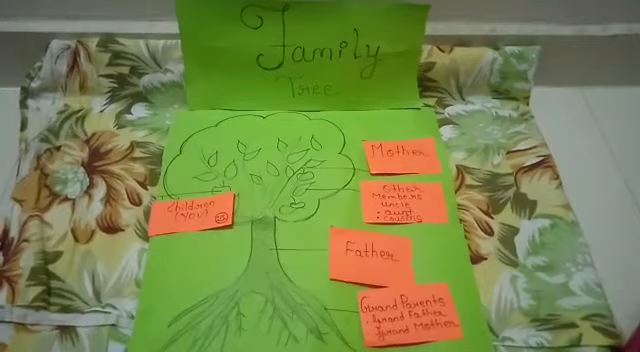 Family
Tree
Mother
Other
Members
Uncle
• aunt
• cousins
Children
(you)
Father
Grand Parents
• Grand Father
Grand Mother